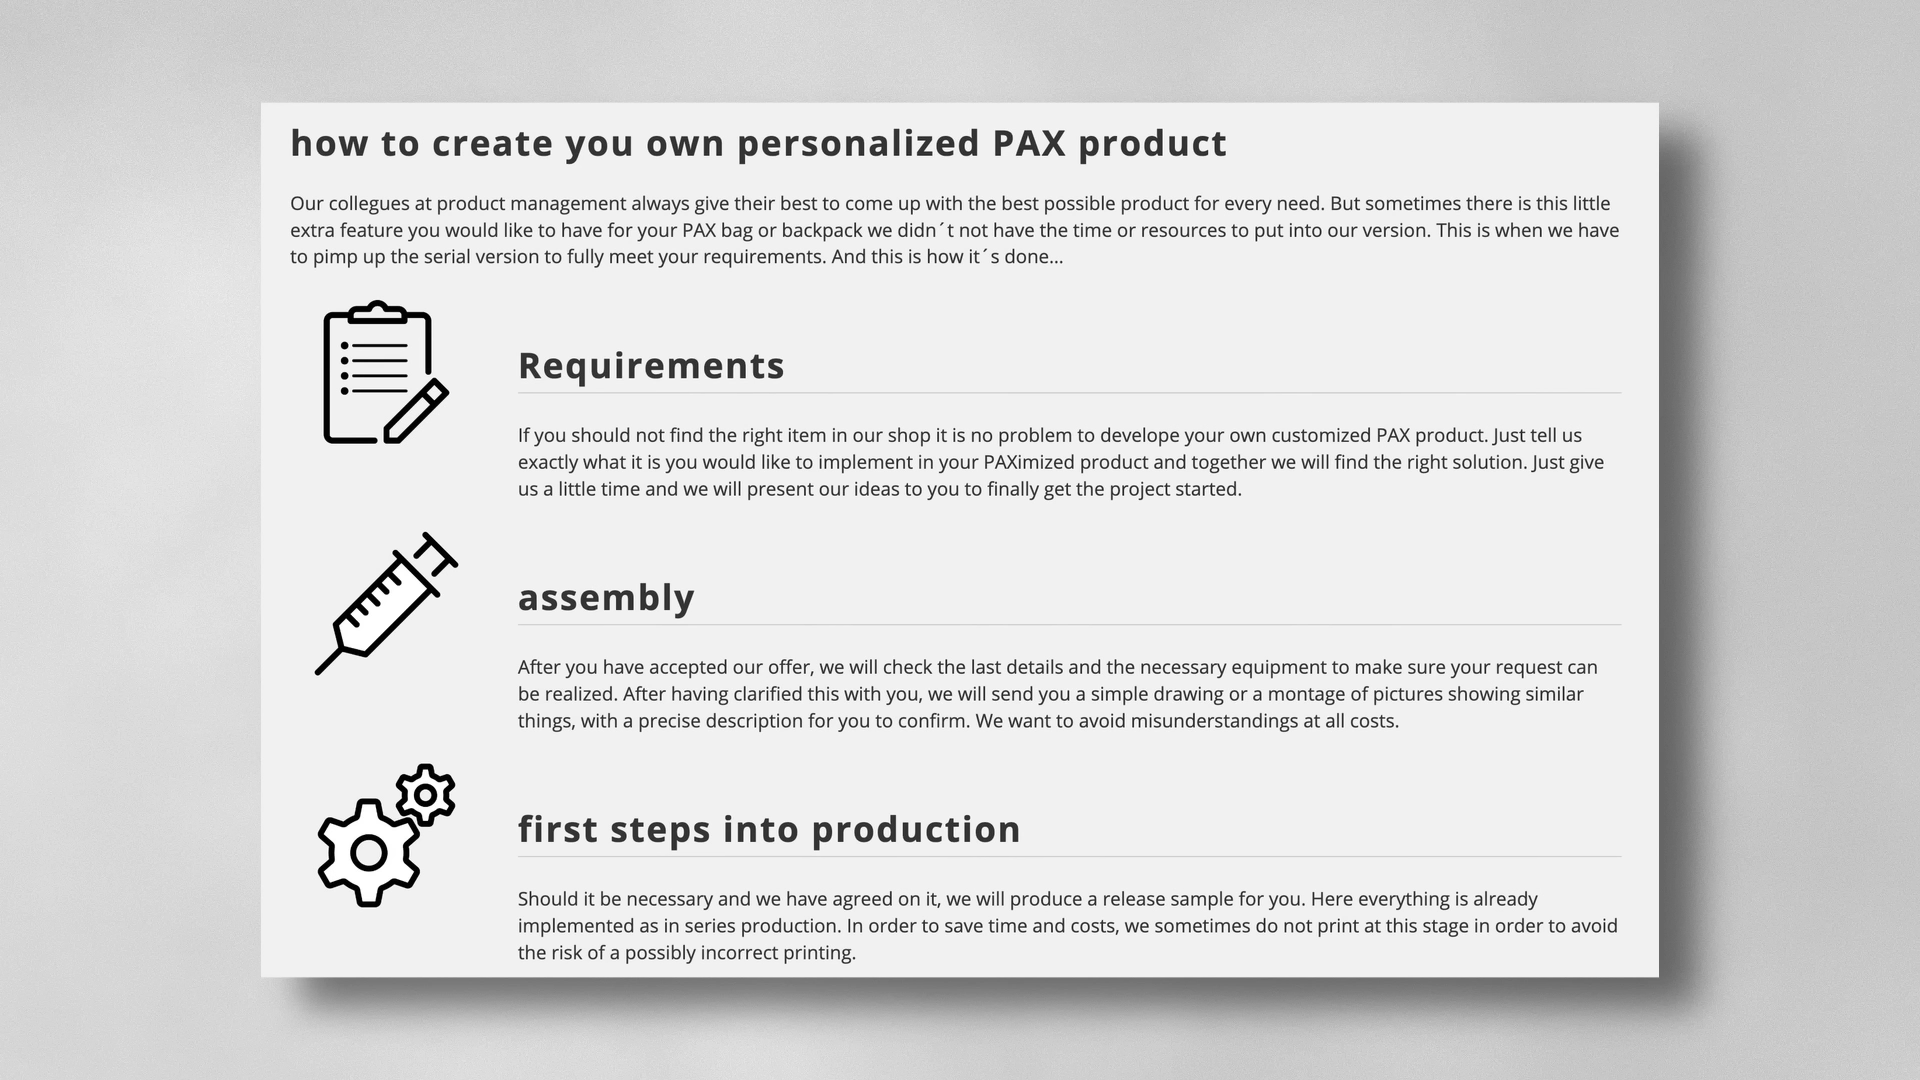 how to create you own personalized PAX product
Our collegues at product management always give their best to come up with the best possible product for every need. But sometimes there is this little
extra feature you would like to have for your PAX bag or backpack we didn´t not have the time or resources to put into our version. This is when we have
to pimp up the serial version to fully meet your requirements. And this is how it´s done...
Requirements
If you should not find the right item in our shop it is no problem to develope your own customized PAX product. Just tell us
exactly what it is you would like to implement in your PAXimized product and together we will find the right solution. Just give
us a little time and we will present our ideas to you to finally get the project started.
assembly
After you have accepted our offer, we will check the last details and the necessary equipment to make sure your request can
be realized. After having clarified this with you, we will send you a simple drawing or a montage of pictures showing similar
things, with a precise description for you to confirm. We want to avoid misunderstandings at all costs.
first steps into production
Should it be necessary and we have agreed on it, we will produce a release sample for you. Here everything is already
implemented as in series production. In order to save time and costs, we sometimes do not print at this stage in order to avoid
the risk of a possibly incorrect printing.